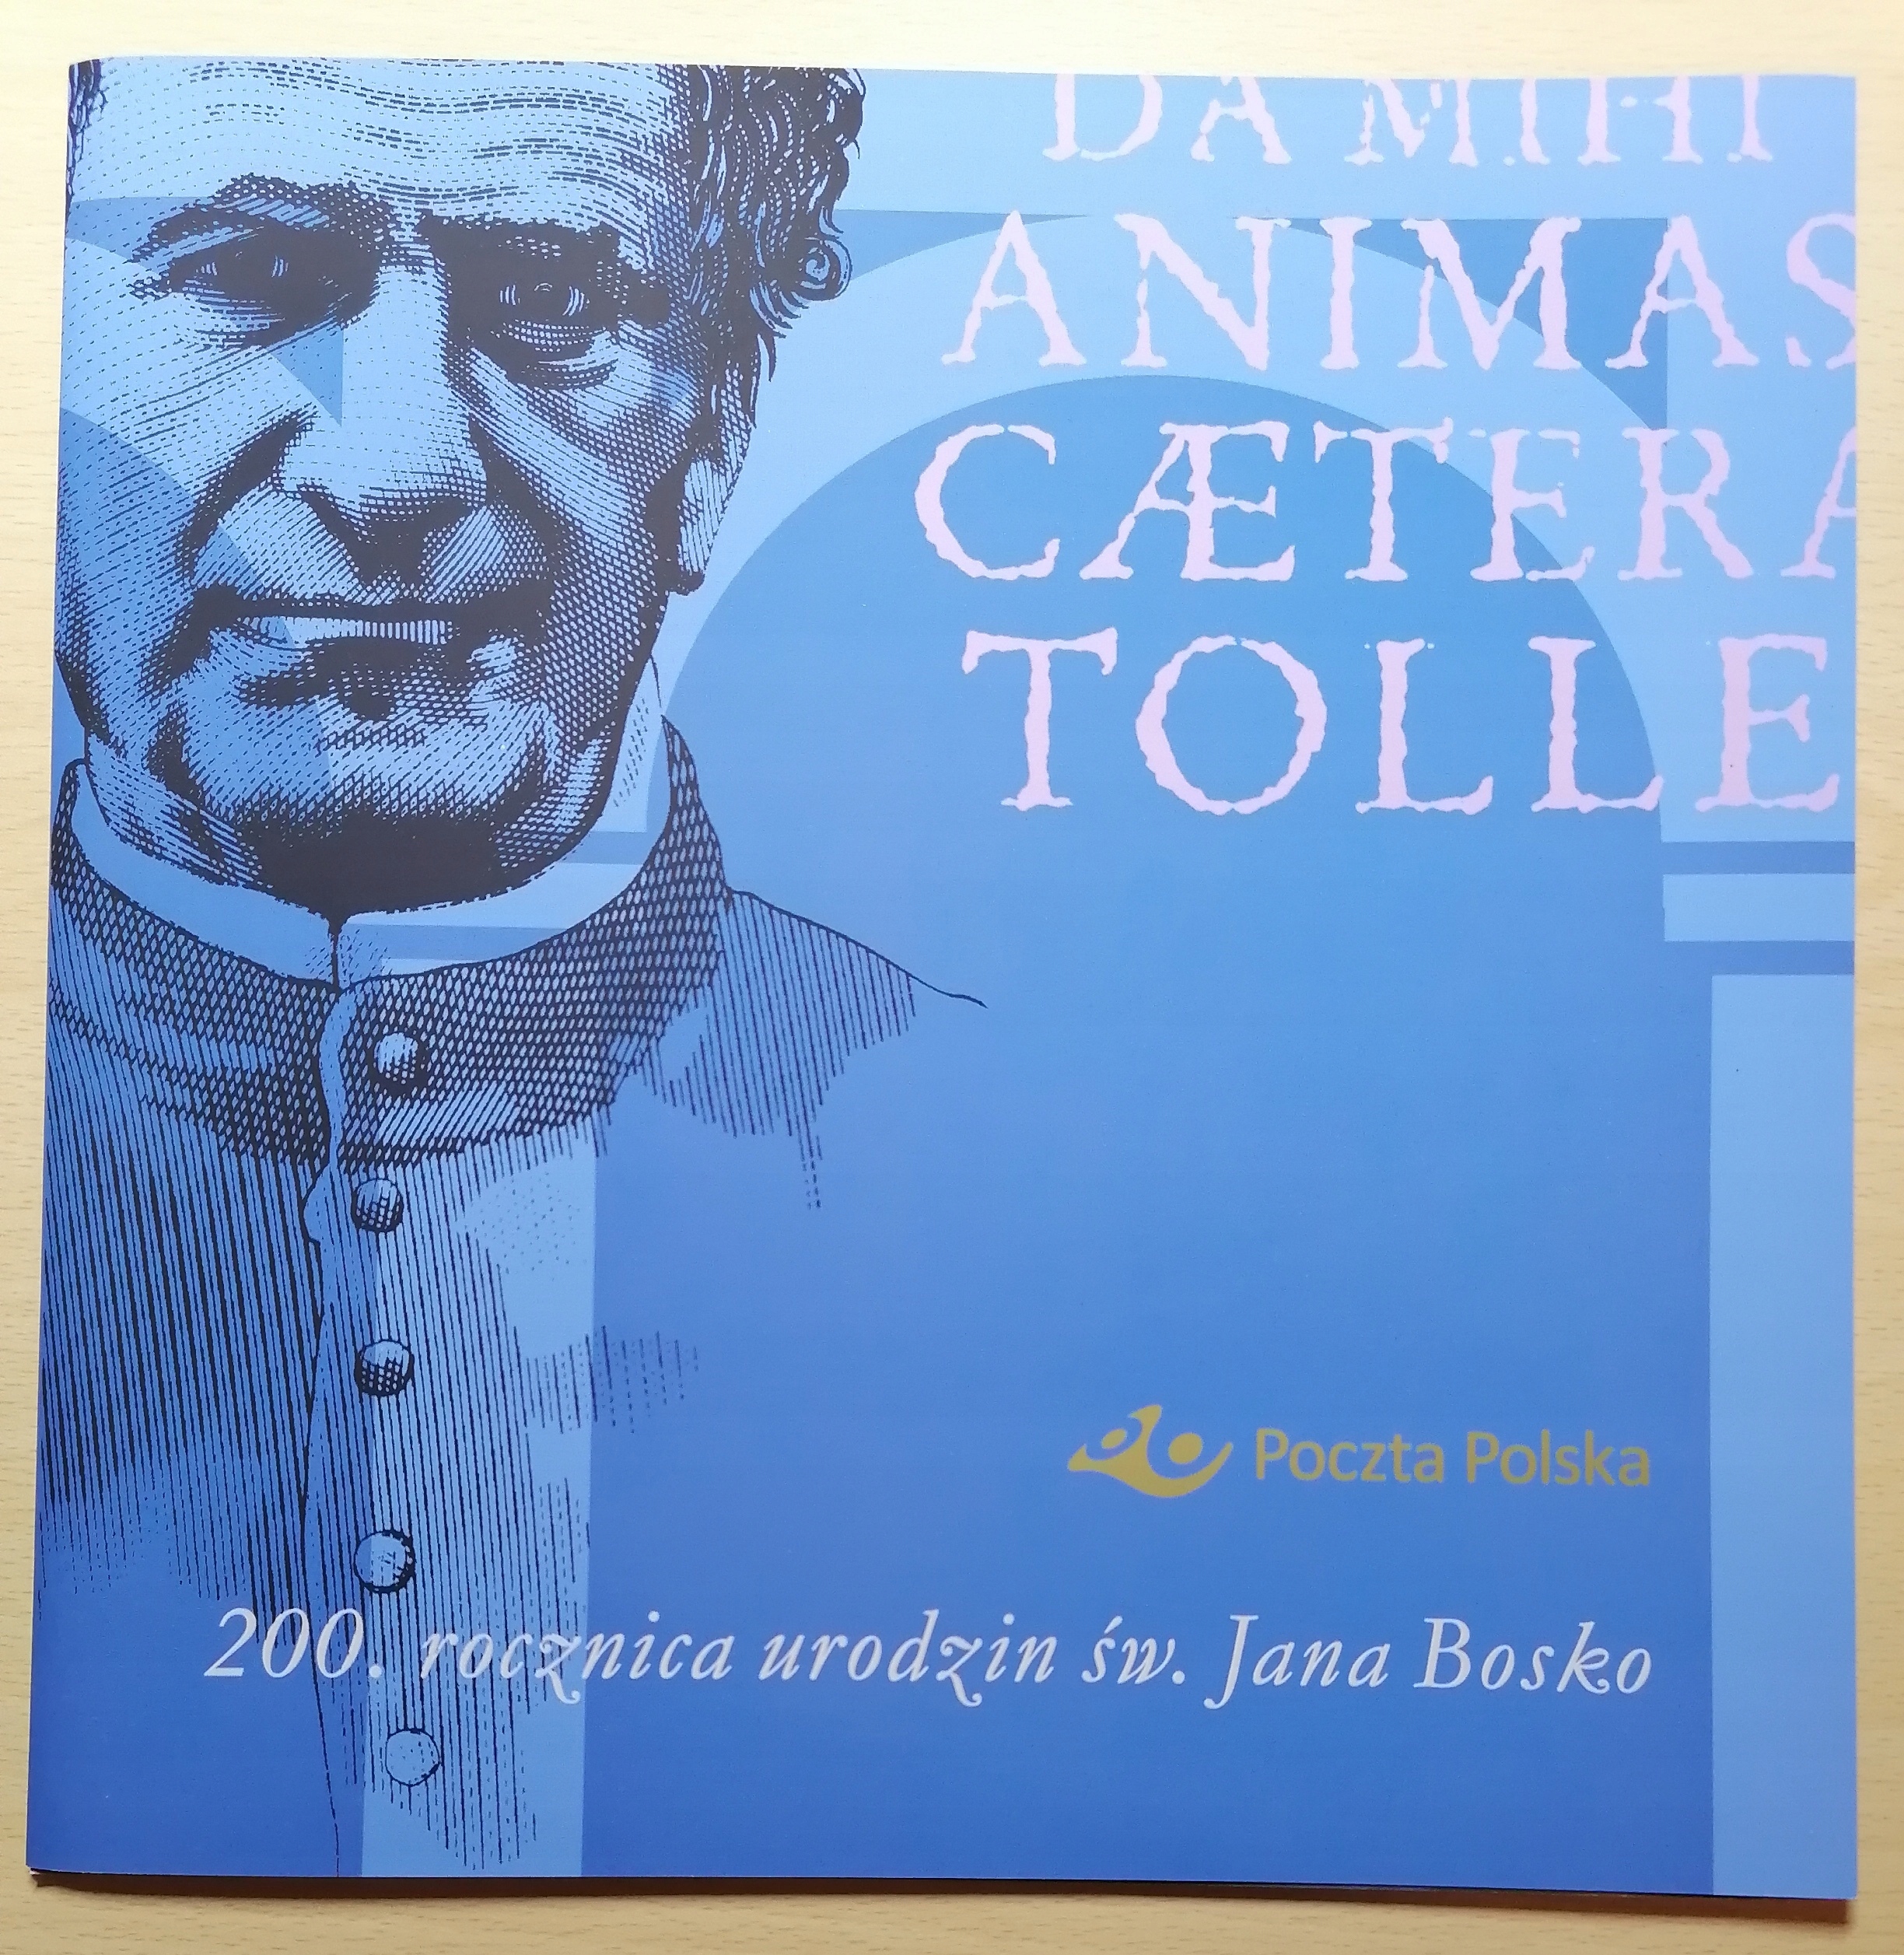 DA MIHI
ANIMAS
CÆTERA
TOLLE
Poczta Polska
200. rocznica urodzin św. Jana Bosko